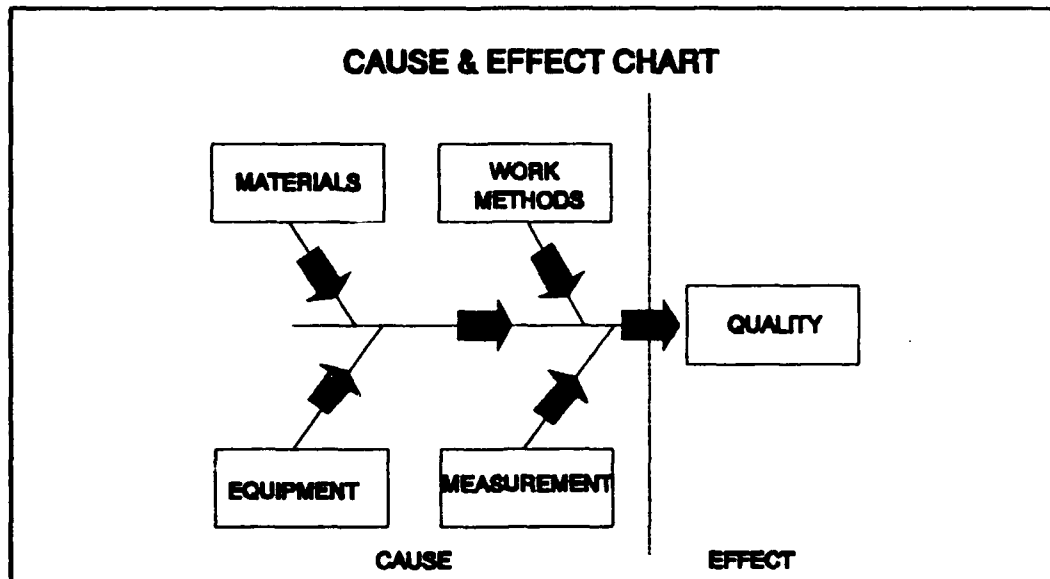 CAUSE & EFFECT CHART
MATERIALS
WORK
METHODS
QUALITY
EQUIPMENT
MEASUREMENT
CAUSE
EFFECT